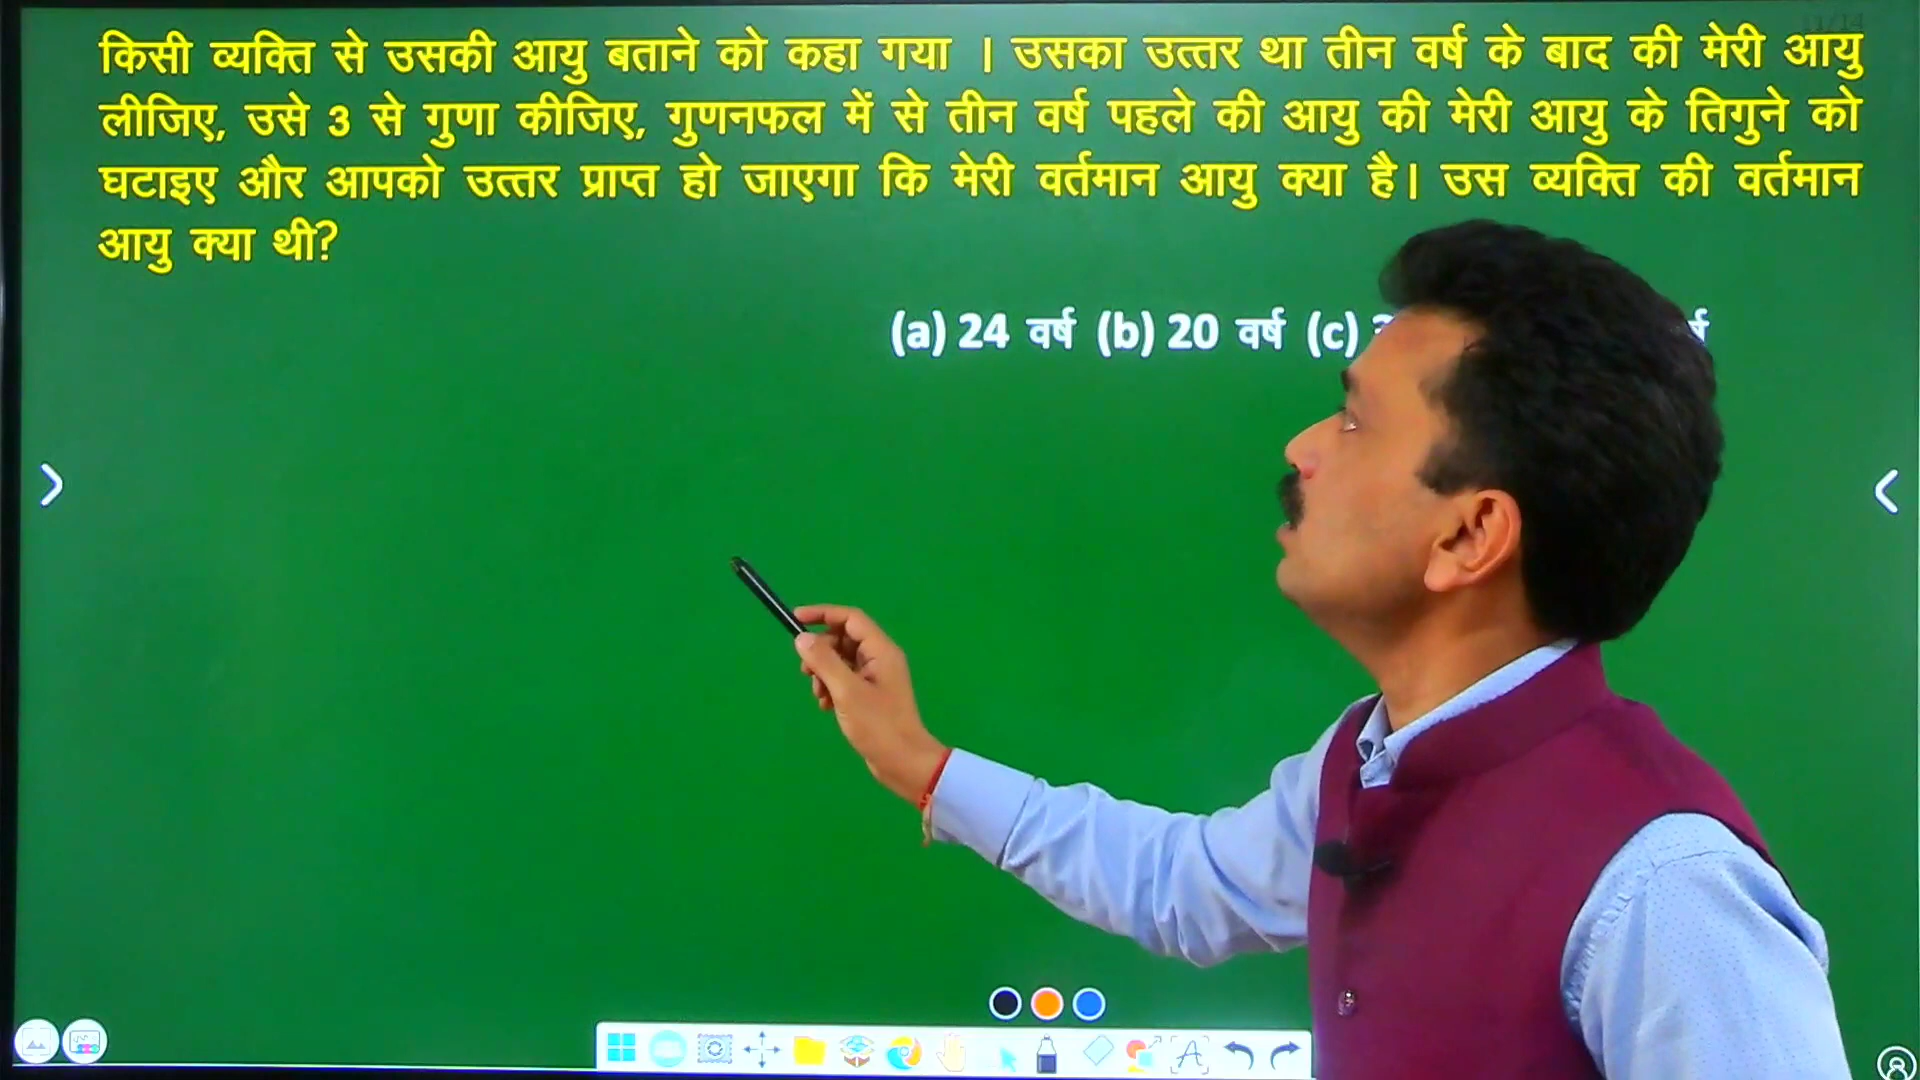 किसी व्यक्ति से उसकी आयु बताने को कहा गया । उसका उत्तर था तीन वर्ष के बाद की मेरी आयु
लीजिए, उसे 3 से गुणा कीजिए, गुणनफल में से तीन वर्ष पहले की आयु की मेरी आयु के तिगुने को
घटाइए और आपको उत्तर प्राप्त हो जाएगा कि मेरी वर्तमान आयु क्या है। उस व्यक्ति की वर्तमान
आयु क्या थी?
(a) 24 वर्ष (b) 20 वर्ष (c)